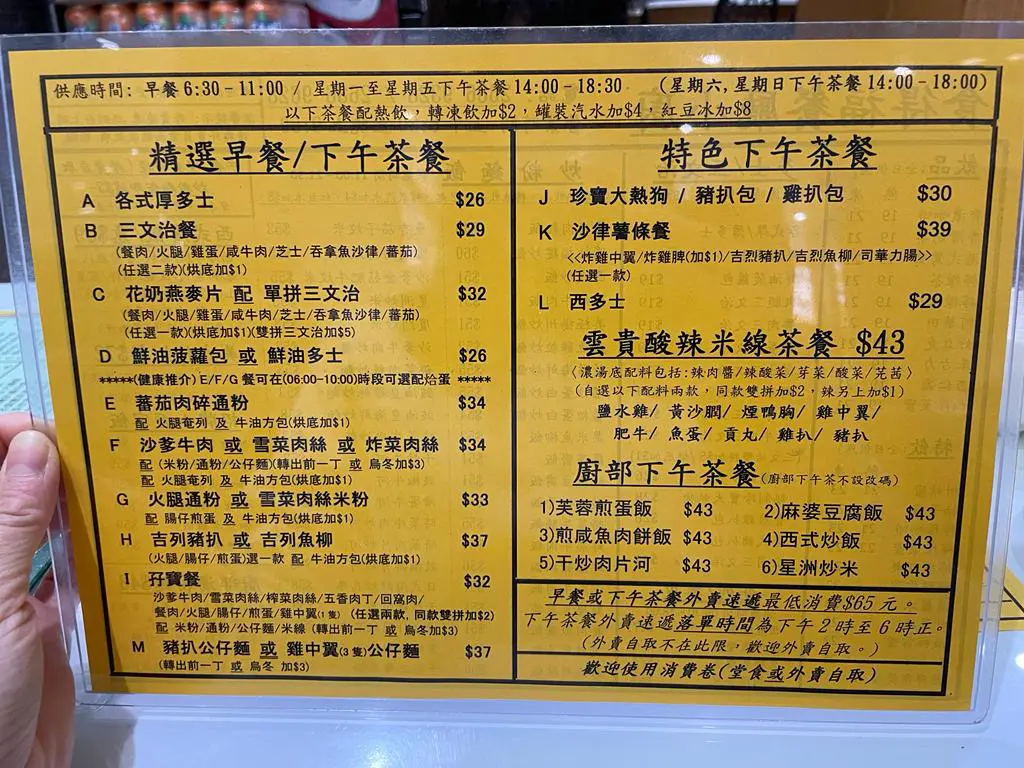 供應時間: 早餐 6:30 - 11:00 / 星期一至星期五下午茶餐 14:00 - 18:30 (星期六, 星期日下午茶餐 14:00 - 18:00)
以下茶餐配熱飲，轉凍飲加$2，罐裝汽水加$4，紅豆冰加$8
精選早餐/下午茶餐
A 各式厚多士 $26
B 三文治餐 $29
(餐肉/火腿/雞蛋/咸牛肉/芝士/吞拿魚沙律/蕃茄)
(任選二款)(烘底加$1)
C 花奶燕麥片 配 單拼三文治 $32
(餐肉/火腿/雞蛋/咸牛肉/芝士/吞拿魚沙律/蕃茄)
(任選一款)(烘底加$1)(雙拼三文治加$5)
D 鮮油菠蘿包 或 鮮油多士 $26
*****(健康推介) E/F/G 餐可在(06:00-10:00)時段可選配烚蛋 *****
E 蕃茄肉碎通粉 $34
配 火腿奄列 及 牛油方包(烘底加$1)
F 沙爹牛肉 或 雪菜肉絲 或 炸菜肉絲 $34
配 (米粉/通粉/公仔麵)(轉出前一丁 或 烏冬加$3)
配 火腿奄列 及 牛油方包(烘底加$1)
G 火腿通粉 或 雪菜肉絲米粉 $33
配 腸仔煎蛋 及 牛油方包(烘底加$1)
H 吉列豬扒 或 吉列魚柳 $37
(火腿/腸仔/煎蛋)選一款 配 牛油方包(烘底加$1)
I 孖寶餐 $32
沙爹牛肉/雪菜肉絲/榨菜肉絲/五香肉丁/回窩肉/
餐肉/火腿/腸仔/煎蛋/雞中翼(1隻) (任選兩款, 同款雙拼加$2)
配 米粉/通粉/公仔麵/米線 (轉出前一丁 或 烏冬加$3)
M 豬扒公仔麵 或 雞中翼(3 隻)公仔麵 $37
(轉出前一丁 或 烏冬 加$3)
特色下午茶餐
J 珍寶大熱狗 / 豬扒包 / 雞扒包 $30
K 沙律薯條餐 $39
<<炸雞中翼/炸雞脾(加$1)/吉烈豬扒/吉烈魚柳/司華力腸>>
(任選一款)
L 西多士 $29
雲貴酸辣米線茶餐 $43
(濃湯底配料包括:辣肉醬/辣酸菜/芽菜/酸菜/芫茜)
(自選以下配料兩款，同款雙拼加$2，辣另上加$1)
鹽水雞/ 黃沙膶/ 煙鴨胸/ 雞中翼/
肥牛/ 魚蛋/ 貢丸/ 雞扒/ 豬扒
廚部下午茶餐(廚部下午茶不設改碼)
1)芙蓉煎蛋飯 $43 2)麻婆豆腐飯 $43
3)煎咸魚肉餅飯 $43 4)西式炒飯 $43
5)干炒肉片河 $43 6)星洲炒米 $43
早餐或下午茶餐外賣速遞最低消費$65 元。
下午茶餐外賣速遞落單時間為下午 2 時至 6 時正。
(外賣自取不在此限，歡迎外賣自取。)
歡迎使用消費卷(堂食或外賣自取)